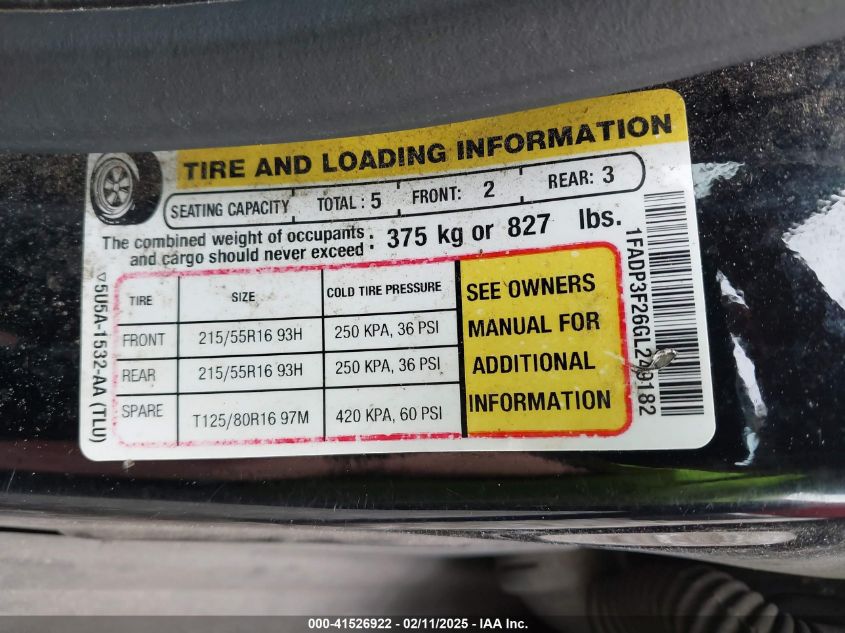 TIRE AND LOADING INFORMATION
SEATING CAPACITY TOTAL : 5 FRONT: 2 REAR: 3
The combined weight of occupants and cargo should never exceed : 375 kg or 827 lbs.
TIRE SIZE COLD TIRE PRESSURE
FRONT 215/55R16 93H 250 KPA, 36 PSI
REAR 215/55R16 93H 250 KPA, 36 PSI
SPARE T125/80R16 97M 420 KPA, 60 PSI
SEE OWNERS
MANUAL FOR
ADDITIONAL
INFORMATION
5U5A-1532-AA (TLU)
000-41526922 - 02/11/2025 - IAA Inc.